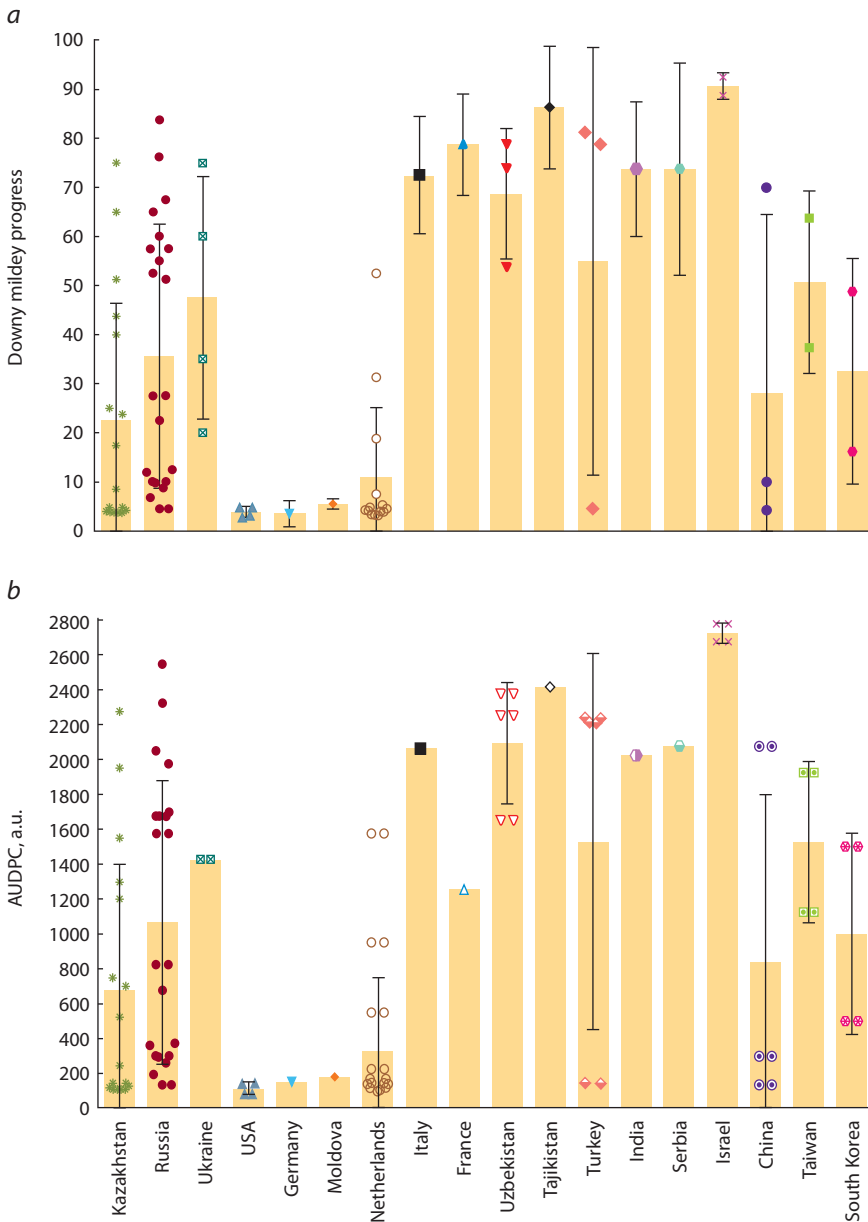 a
Downy mildey progress
100
90
80
70
60
50
40
30
20
10
0
b
AUDPC, a.u.
2800
2600
2400
2200
2000
1800
1600
1400
1200
1000
800
600
400
200
0
Kazakhstan
Russia
Ukraine
USA
Germany
Moldova
Netherlands
Italy
France
Uzbekistan
Tajikistan
Turkey
India
Serbia
Israel
China
Taiwan
South Korea